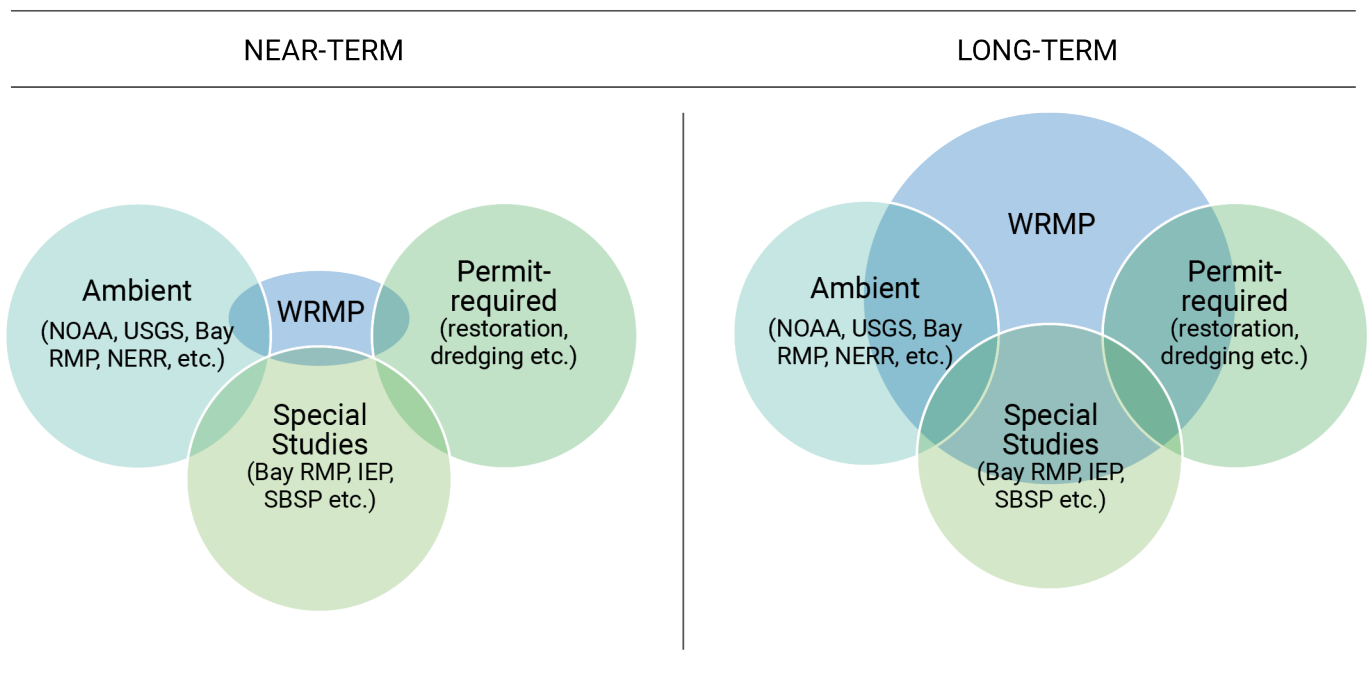 NEAR-TERM
LONG-TERM
Ambient
(NOAA, USGS, Bay
RMP, NERR, etc.)
WRMP
Permit-
required
(restoration,
dredging etc.)
Special
Studies
(Bay RMP, IEP,
SBSP etc.)
WRMP
Ambient
(NOAA, USGS, Bay
RMP, NERR, etc.)
Permit-
required
(restoration,
dredging etc.)
Special
Studies
(Bay RMP, IEP,
SBSP etc.)